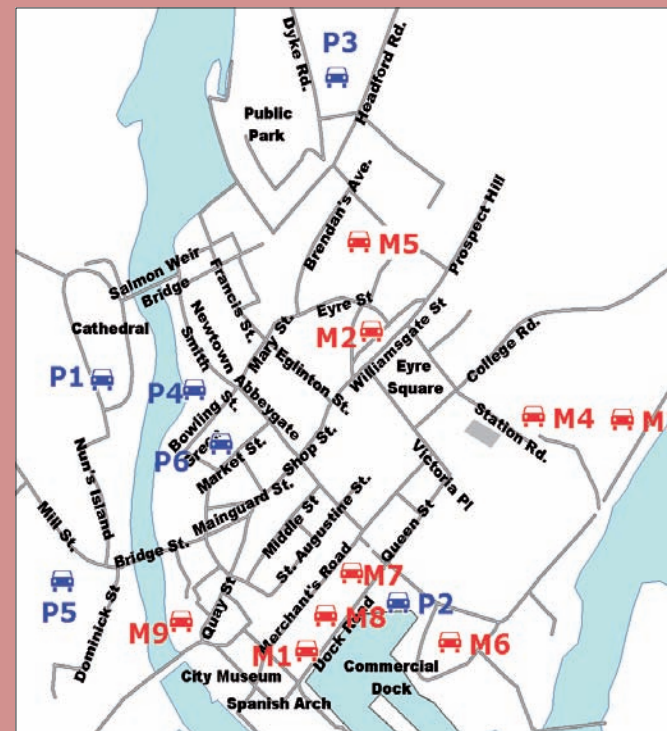 P3
Dyke Rd.
Headford Rd.
Public
Park
Brendan's Ave.
Prospect Hill
M5
Salmon Weir
Bridge
Francis St.
Eyre St
Cathedral
Newtown
Smith
Mary St.
M2
Williamsgate St
Eglinton St.
Eyre
Square
College Rd.
P1
P4
Abbeygate
Bowling St.
Station Rd.
M4
P6
Market St.
Shop St.
Victoria Pl
Nun's Island
Mainguard St.
Mill St.
Middle St
St. Augustine St.
Queen St
Bridge St.
Merchant's Road
M7
P5
Dominick St
Quay St
M9
M8
P2
Dock Road
M1
M6
City Museum
Commercial
Dock
Spanish Arch